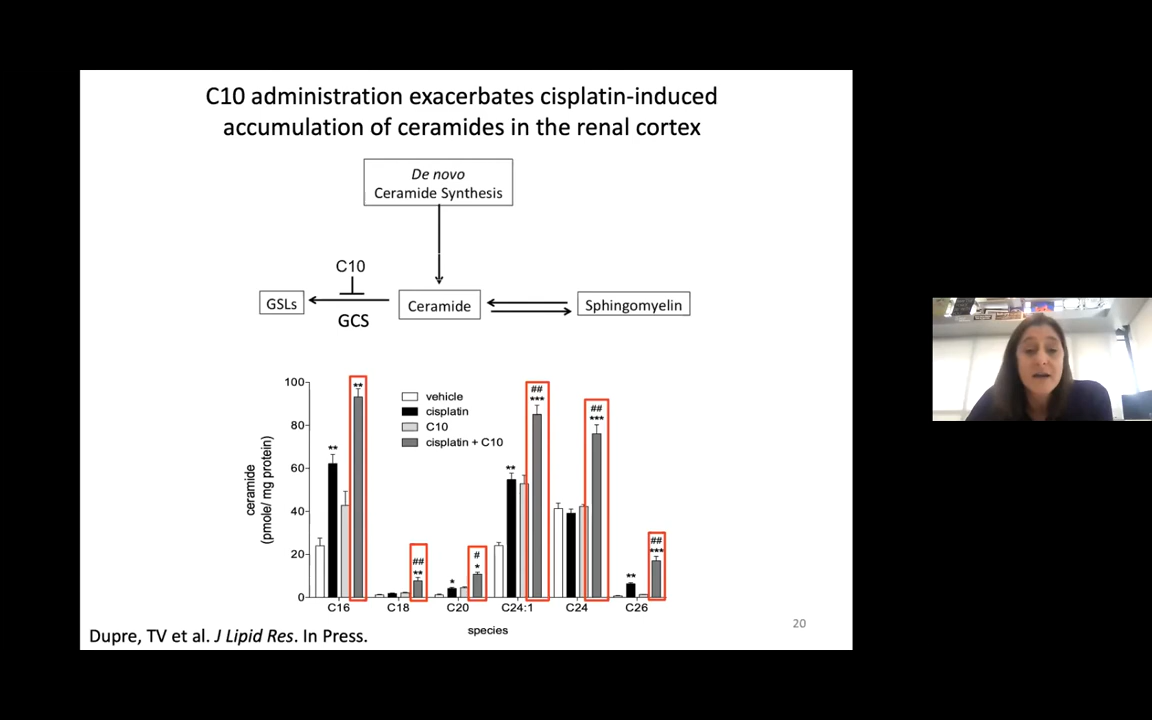 C10 administration exacerbates cisplatin-induced
accumulation of ceramides in the renal cortex
De novo
Ceramide Synthesis
C10
GSLs
GCS
Ceramide
Sphingomyelin
100
80
60
40
20
0
ceramide
(pmole/ mg protein)
vehicle
cisplatin
C10
cisplatin + C10
**
**
##
**
*
#
*
**
##
***
##
***
**
##
***
C16
C18
C20
C24:1
C24
C26
species
Dupre, TV et al. J Lipid Res. In Press.
20